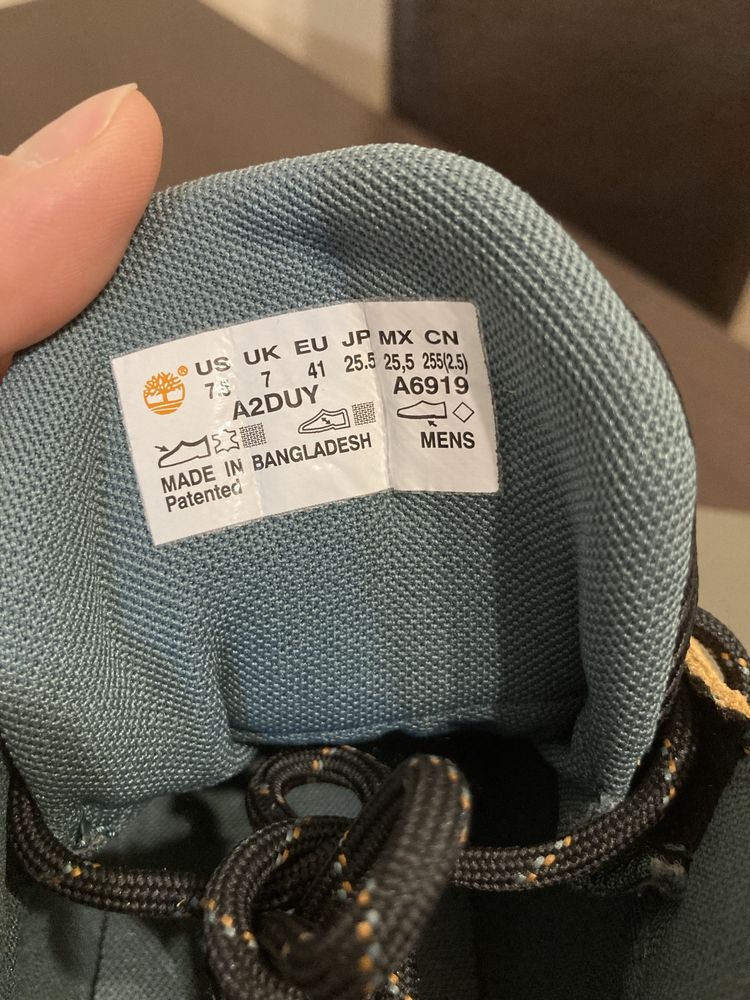 ® US UK EU JP MX CN
7.5 7 41 25.5 25,5 255(2.5)
A2DUY A6919
MENS
MADE IN BANGLADESH
Patented